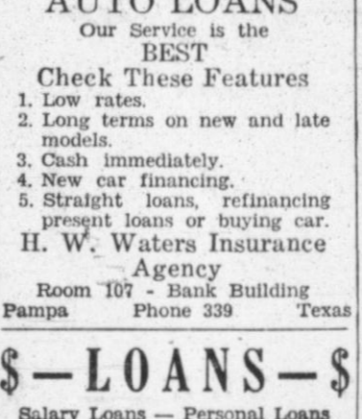 AUTO LOANS
Our Service is the
BEST
Check These Features
1. Low rates.
2. Long terms on new and late
models.
3. Cash immediately.
4. New car financing.
5. Straight loans, refinancing
present loans or buying car.
H. W. Waters Insurance
Agency
Room 107 - Bank Building
Pampa Phone 339 Texas
$—LOANS—$
Salary Loans — Personal Loans